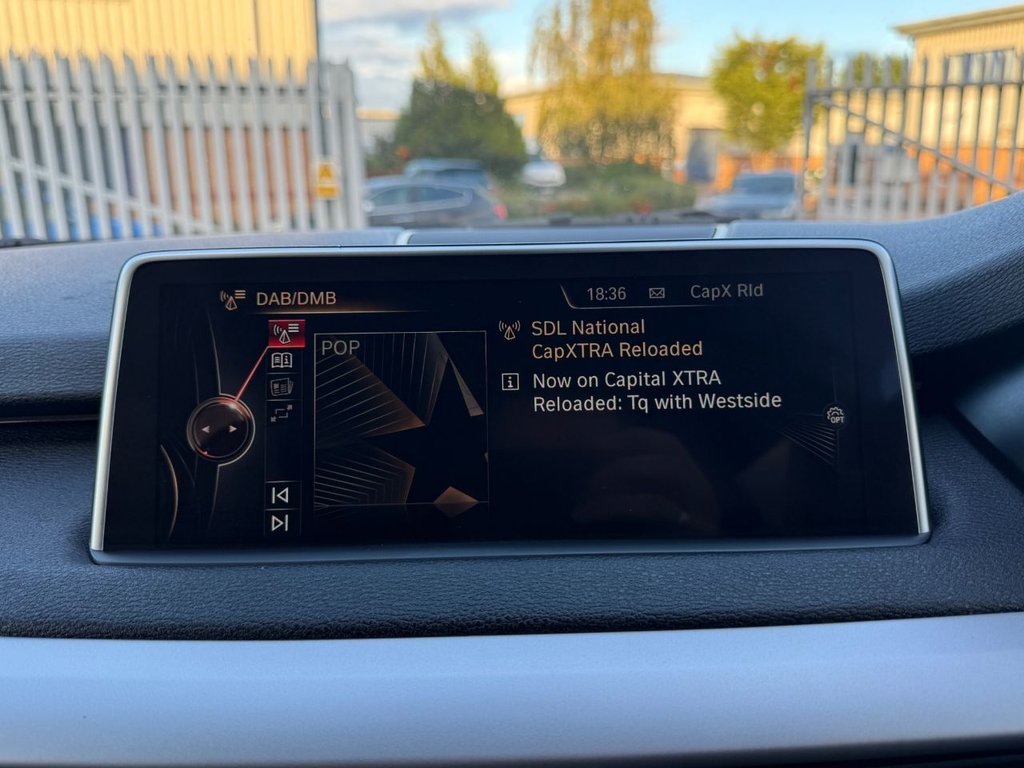 DAB/DMB
18:36
CapX Rld
POP
SDL National
CapXTRA Reloaded
Now on Capital XTRA
Reloaded: Tq with Westside
OPT